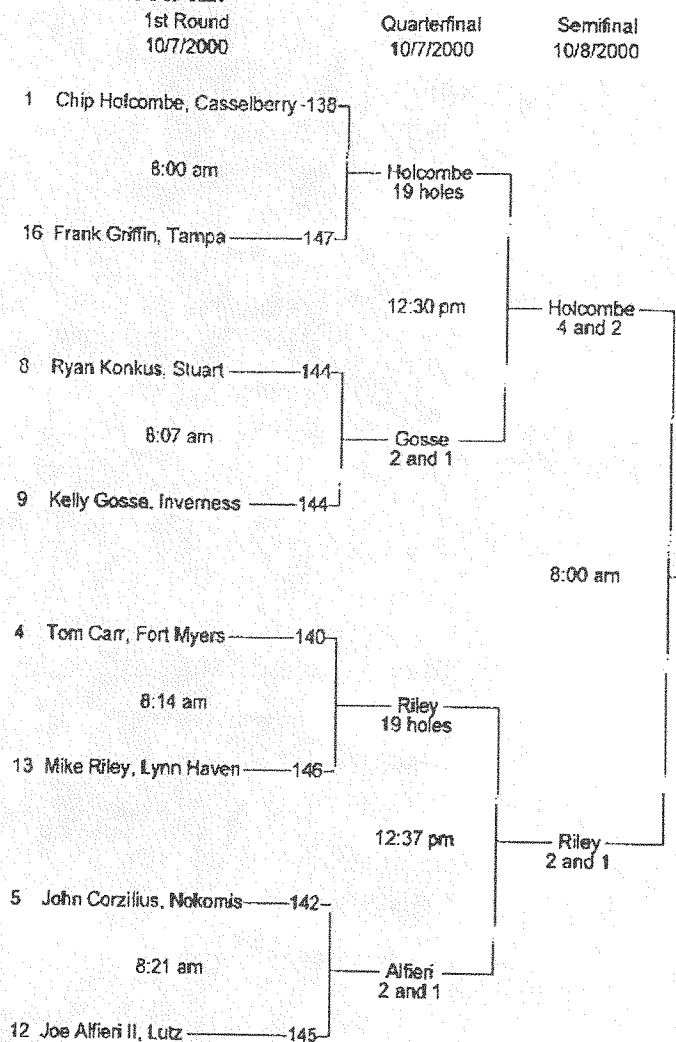 1st Round Quarterfinal Semifinal
10/7/2000 10/7/2000 10/8/2000
1 Chip Holcombe, Casselberry -138
8:00 am
Holcombe
19 holes
16 Frank Griffin, Tampa 147
12:30 pm
Holcombe
4 and 2
8 Ryan Konkus, Stuart 144
8:07 am
Gosse
2 and 1
9 Kelly Gosse, Inverness 144
8:00 am
4 Tom Carr, Fort Myers 140
8:14 am
Riley
19 holes
13 Mike Riley, Lynn Haven 146
12:37 pm
Riley
2 and 1
5 John Corzilius, Nokomis 142
8:21 am
Alfieri
2 and 1
12 Joe Alfieri II, Lutz 145